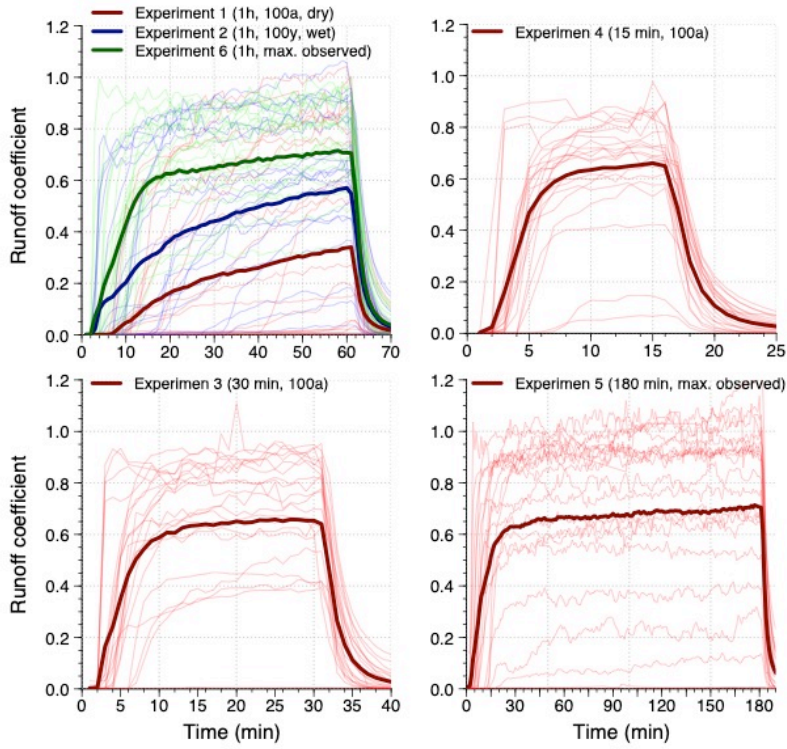 Experiment 1 (1h, 100a, dry)
Experiment 2 (1h, 100y, wet)
Experiment 6 (1h, max. observed)
1.2
1.0
0.8
0.6
0.4
0.2
0.0
Runoff coefficient
0 10 20 30 40 50 60 70
Experimen 4 (15 min, 100a)
1.2
1.0
0.8
0.6
0.4
0.2
0.0
0 5 10 15 20 25
Experimen 3 (30 min, 100a)
1.2
1.0
0.8
0.6
0.4
0.2
0.0
Runoff coefficient
0 5 10 15 20 25 30 35 40
Time (min)
Experimen 5 (180 min, max. observed)
1.2
1.0
0.8
0.6
0.4
0.2
0.0
0 30 60 90 120 150 180
Time (min)